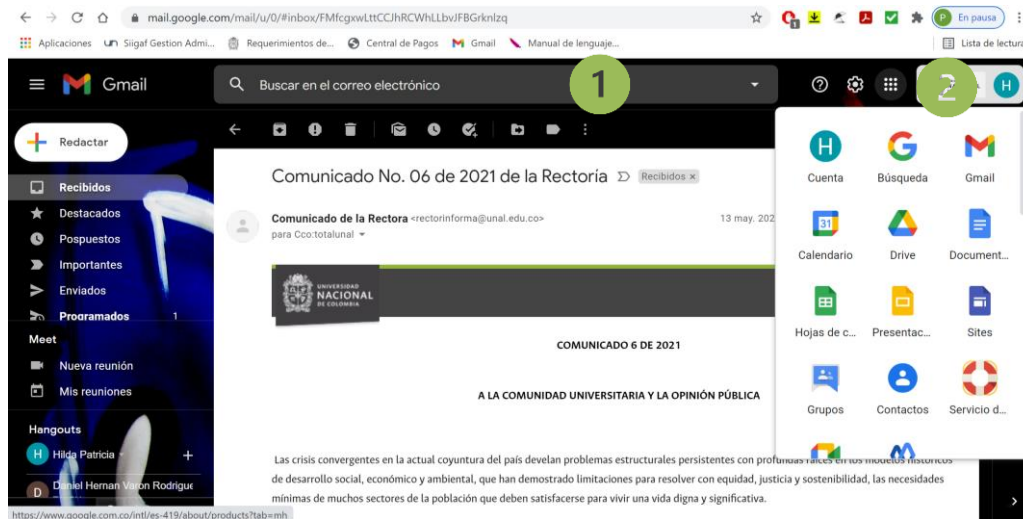 mail.google.com/mail/u/0/#inbox/FMfcgxwLttCCJhRCWhLLbvJFBGrknlzq
P En pausa
Aplicaciones
Siigaf Gestion Admi...
Requerimientos de...
Central de Pagos
Gmail
Manual de lenguaje...
Lista de lectura
Gmail
Buscar en el correo electrónico
1
2
H
Redactar
Recibidos
Destacados
Pospuestos
Importantes
Enviados
Programados 1
Meet
Nueva reunión
Mis reuniones
Hangouts
H Hilda Patricia
D Daniel Hernan Varon Rodrigue
Comunicado No. 06 de 2021 de la Rectoría
Recibidos x
Comunicado de la Rectora <rectorinforma@unal.edu.co>
13 may. 202
para Cco:totalunal
UNIVERSIDAD
NACIONAL
DE COLOMBIA
COMUNICADO 6 DE 2021
A LA COMUNIDAD UNIVERSITARIA Y LA OPINIÓN PÚBLICA
Las crisis convergentes en la actual coyuntura del país develan problemas estructurales persistentes con profundas raíces en los modelos históricos
de desarrollo social, económico y ambiental, que han demostrado limitaciones para resolver con equidad, justicia y sostenibilidad, las necesidades
mínimas de muchos sectores de la población que deben satisfacerse para vivir una vida digna y significativa.
H
Cuenta
G
Búsqueda
Gmail
31
Calendario
Drive
Document...
Hojas de c...
Presentac...
Sites
Grupos
Contactos
Servicio d...
https://www.google.com.co/intl/es-419/about/products?tab=mh